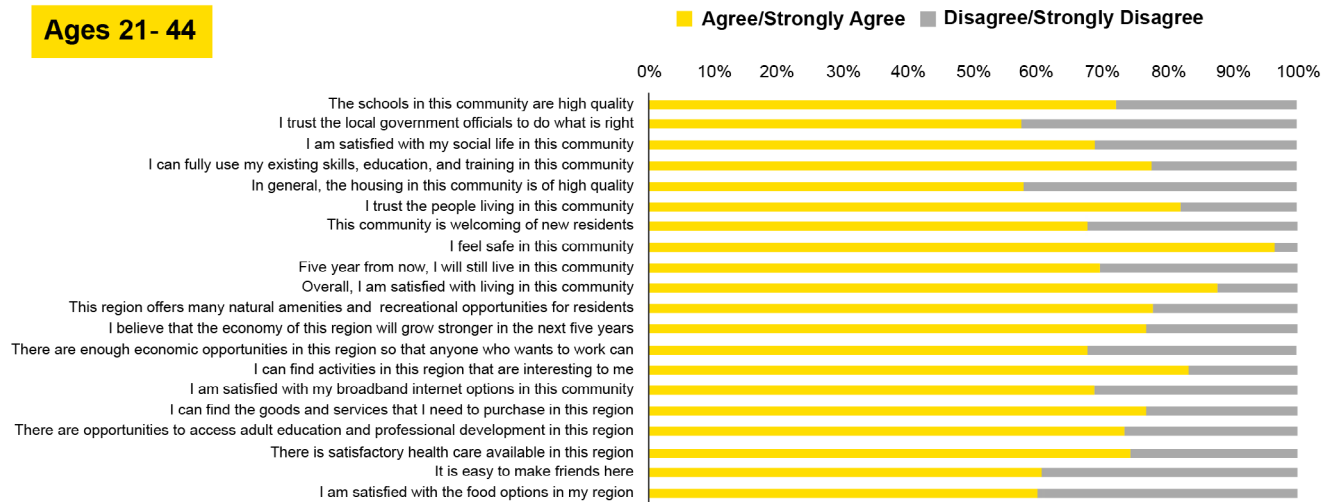 Ages 21- 44
Agree/Strongly Agree Disagree/Strongly Disagree
0% 10% 20% 30% 40% 50% 60% 70% 80% 90% 100%
The schools in this community are high quality
I trust the local government officials to do what is right
I am satisfied with my social life in this community
I can fully use my existing skills, education, and training in this community
In general, the housing in this community is of high quality
I trust the people living in this community
This community is welcoming of new residents
I feel safe in this community
Five year from now, I will still live in this community
Overall, I am satisfied with living in this community
This region offers many natural amenities and recreational opportunities for residents
I believe that the economy of this region will grow stronger in the next five years
There are enough economic opportunities in this region so that anyone who wants to work can
I can find activities in this region that are interesting to me
I am satisfied with my broadband internet options in this community
I can find the goods and services that I need to purchase in this region
There are opportunities to access adult education and professional development in this region
There is satisfactory health care available in this region
It is easy to make friends here
I am satisfied with the food options in my region